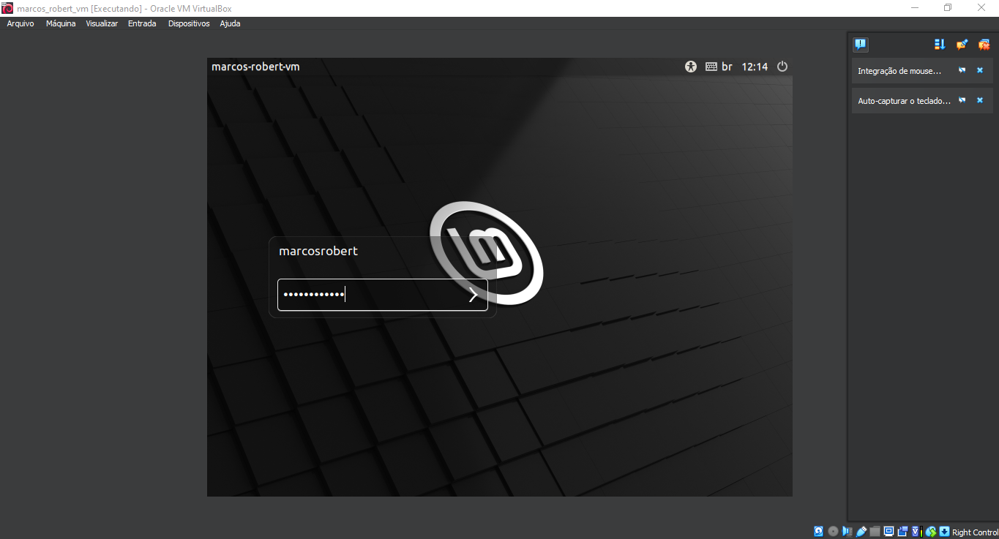 marcos_robert_vm [Executando] - Oracle VM VirtualBox
Arquivo Máquina Visualizar Entrada Dispositivos Ajuda
marcos-robert-vm br 12:14
Integração de mouse...
Auto-capturar o teclado...
marcosrobert
••••••••••••
Right Control